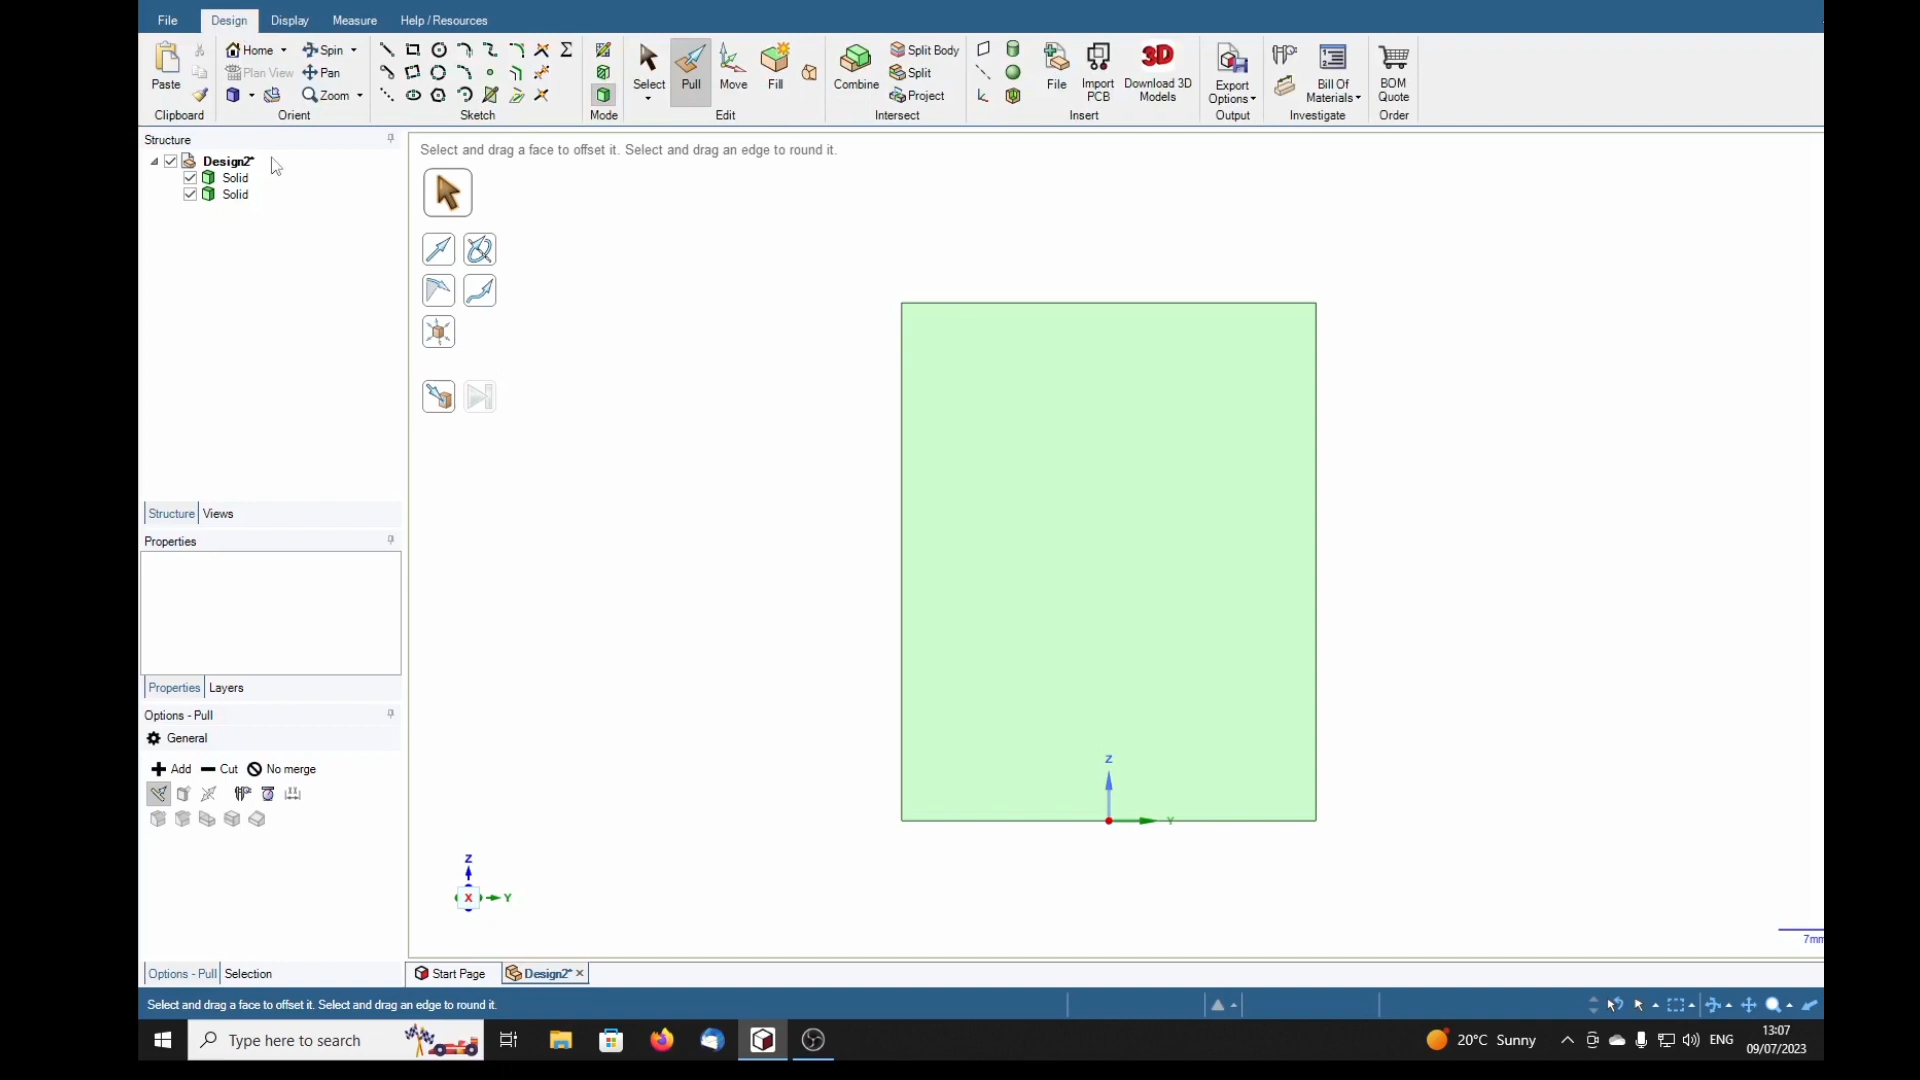 File Design Display Measure Help / Resources
Paste
Home Spin
Plan View Pan
Zoom
Select Pull Move Fill
Combine
Split Body
Split
Project
File Import PCB Download 3D Models
3D
Export Options
Bill Of Materials
BOM Quote
Clipboard Orient Sketch Mode Edit Intersect Insert Output Investigate Order
Structure
Design2*
Solid
Solid
Select and drag a face to offset it. Select and drag an edge to round it.
Structure Views
Properties
Properties Layers
Options - Pull
General
Add Cut No merge
Z
Y
Z
X Y
7mm
Options - Pull Selection Start Page Design2*
Select and drag a face to offset it. Select and drag an edge to round it.
Type here to search 20°C Sunny ENG 13:07
09/07/2023